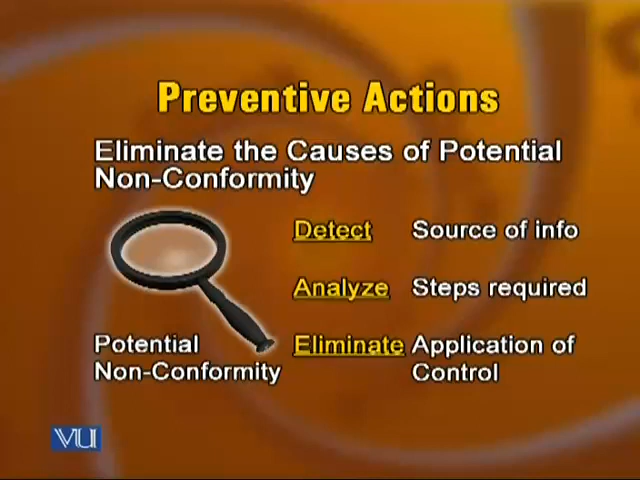 Preventive Actions
Eliminate the Causes of Potential
Non-Conformity
Detect Source of info
Analyze Steps required
Eliminate Application of
Control
Potential
Non-Conformity
VU